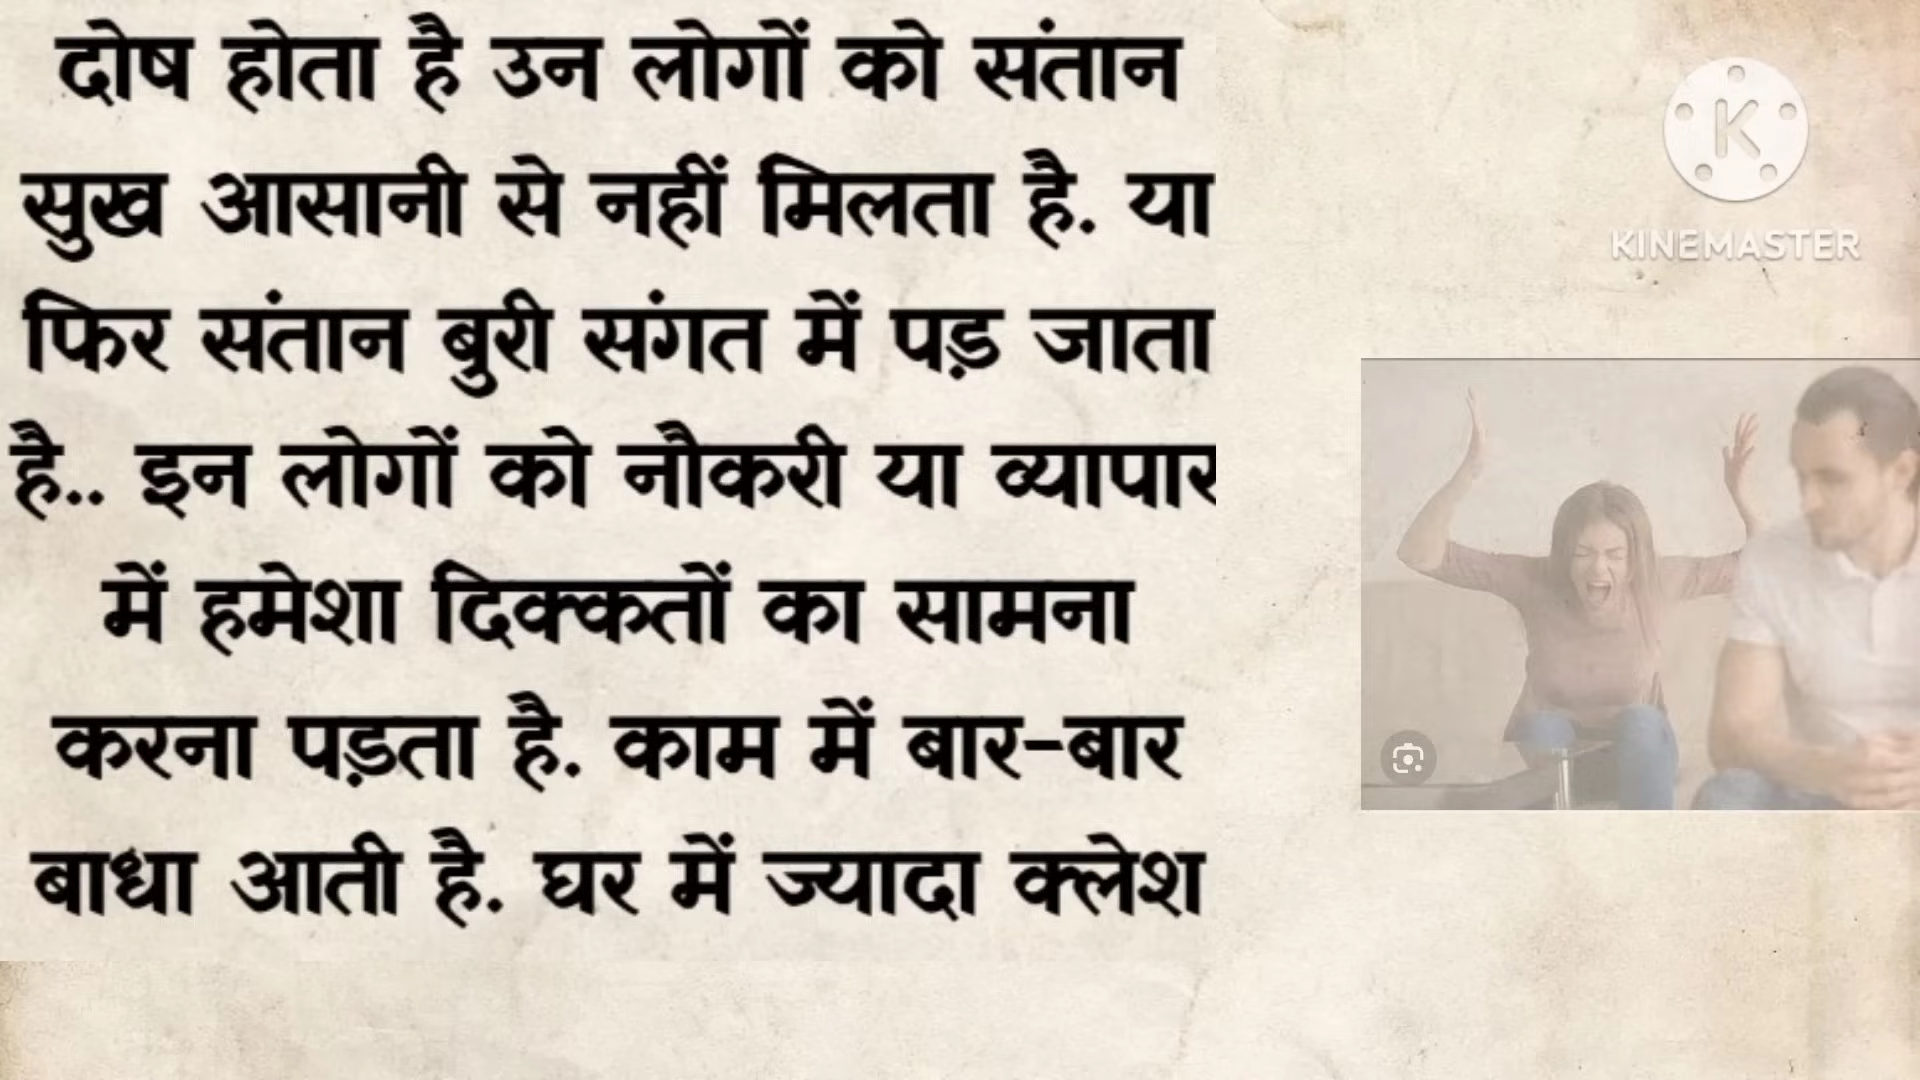 दोष होता है उन लोगों को संतान
सुख आसानी से नहीं मिलता है. या
फिर संतान बुरी संगत में पड़ जाता
है.. इन लोगों को नौकरी या व्यापार
में हमेशा दिक्कतों का सामना
करना पड़ता है. काम में बार-बार
बाधा आती है. घर में ज्यादा क्लेश
K
KINEMASTER